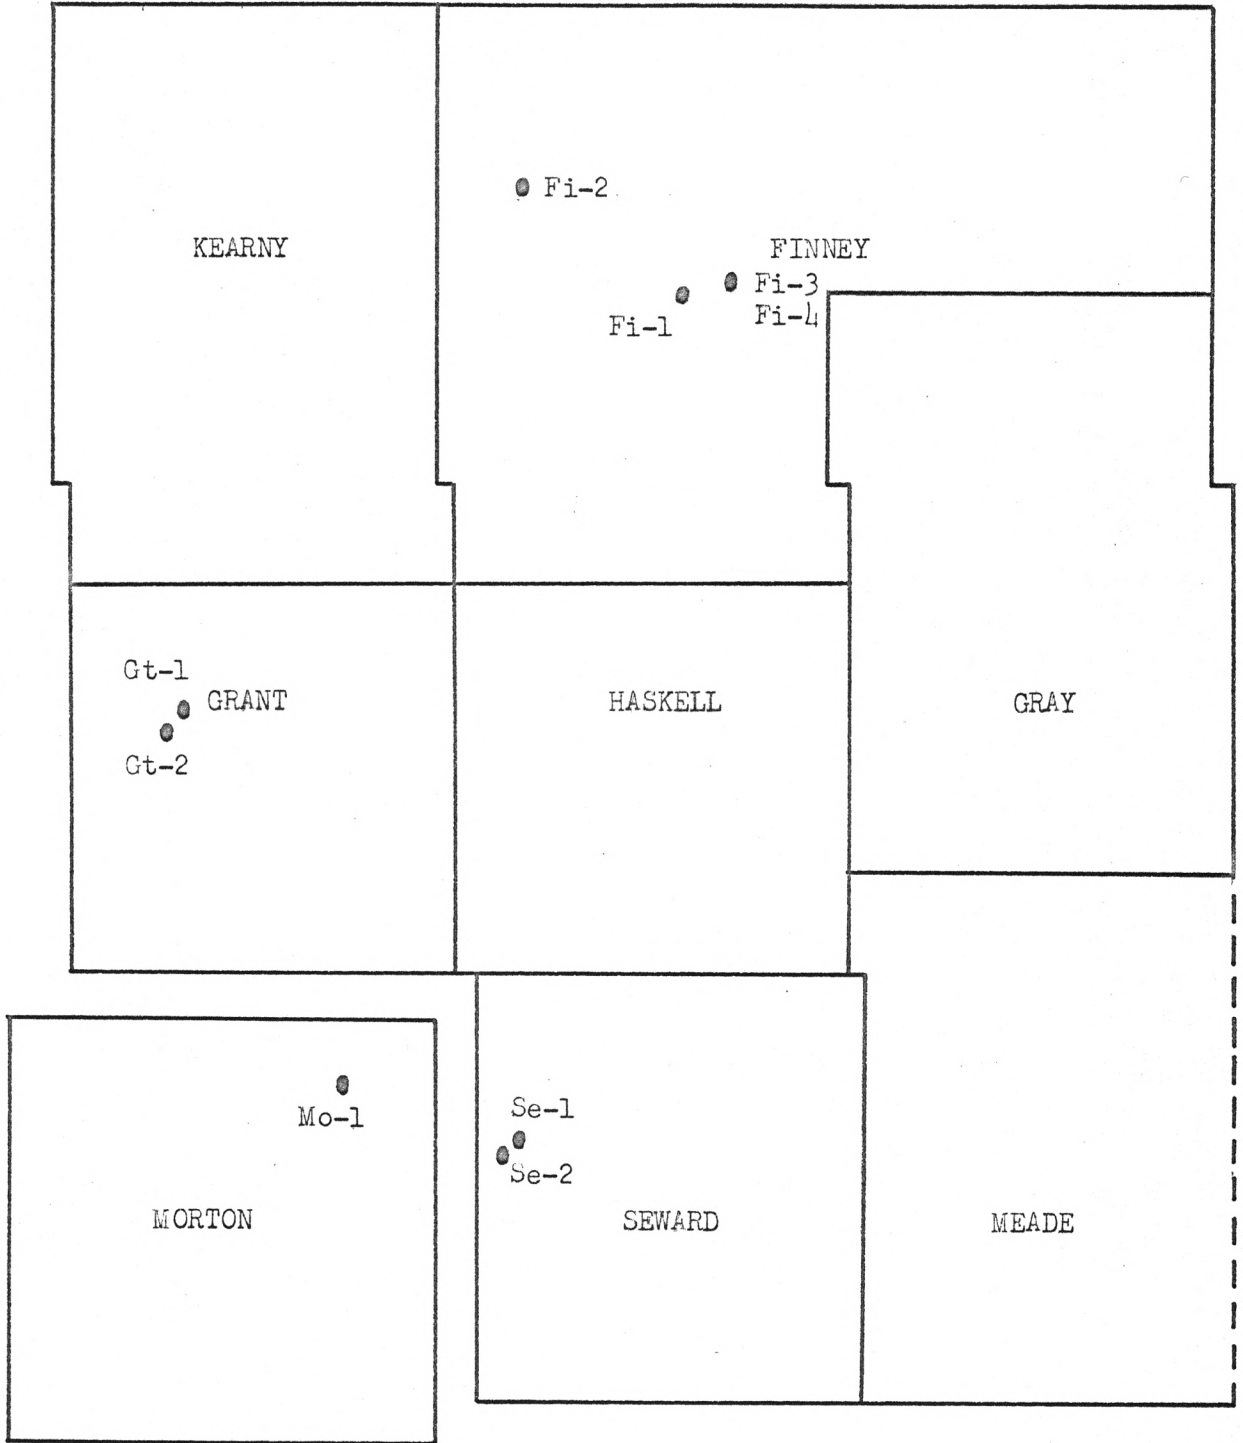 Fi-2
KEARNY
FINNEY
Fi-3
Fi-1
Fi-4
Gt-1
GRANT
HASKELL
GRAY
Gt-2
Se-1
Mo-1
Se-2
MORTON
SEWARD
MEADE